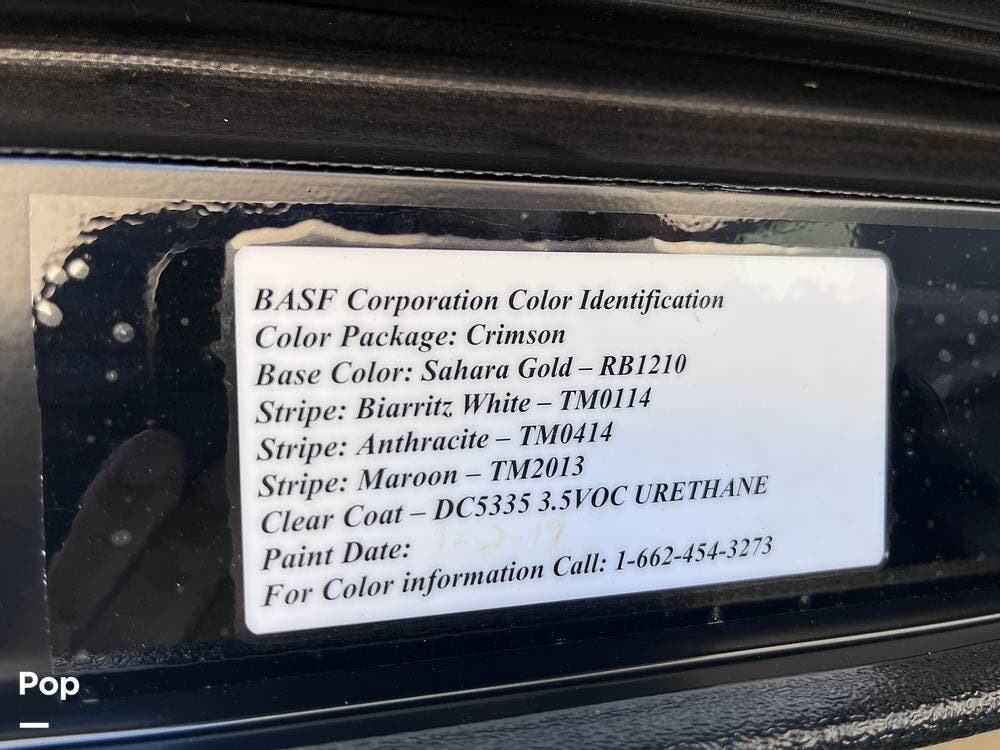 BASF Corporation Color Identification
Color Package: Crimson
Base Color: Sahara Gold – RB1210
Stripe: Biarritz White – TM0114
Stripe: Anthracite – TM0414
Stripe: Maroon – TM2013
Clear Coat – DC5335 3.5VOC URETHANE
Paint Date:
For Color information Call: 1-662-454-3273
Pop